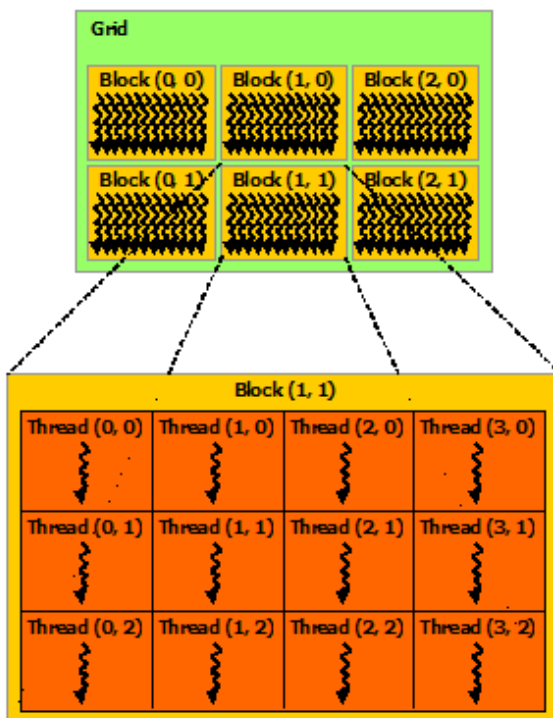 Grid
Block (0, 0) Block (1, 0) Block (2, 0)
Block (0, 1) Block (1, 1) Block (2, 1)
Block (1, 1)
Thread (0, 0) Thread (1, 0) Thread (2, 0) Thread (3, 0)
Thread (0, 1) Thread (1, 1) Thread (2, 1) Thread (3, 1)
Thread (0, 2) Thread (1, 2) Thread (2, 2) Thread (3, 2)